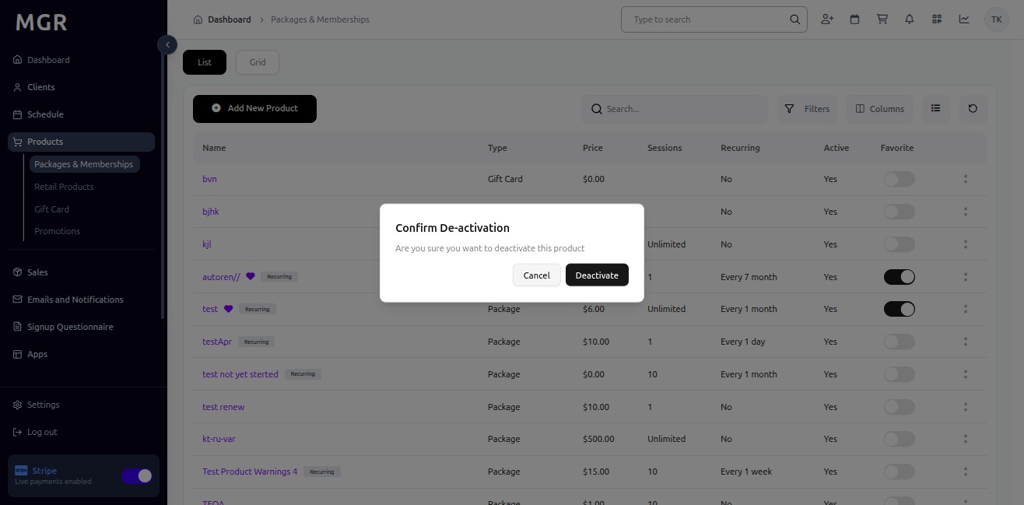 MGR
Dashboard
Clients
Schedule
Products
Packages & Memberships
Retail Products
Gift Card
Promotions
Sales
Emails and Notifications
Signup Questionnaire
Apps
Settings
Log out
Stripe
Live payments enabled
Dashboard > Packages & Memberships
Type to search
TK
List Grid
Add New Product
Search... Filters Columns
Name Type Price Sessions Recurring Active Favorite
bvn Gift Card $0.00 No Yes
bjhk No Yes
kjl Unlimited No Yes
autoren// Recurring 1 Every 7 month Yes
test Recurring Package $6.00 Unlimited Every 1 month Yes
testApr Recurring Package $10.00 1 Every 1 day Yes
test not yet sterted Recurring Package $0.00 10 Every 1 month Yes
test renew Package $10.00 1 No Yes
kt-ru-var Package $500.00 Unlimited No Yes
Test Product Warnings 4 Recurring Package $15.00 10 Every 1 week Yes
Confirm De-activation
Are you sure you want to deactivate this product
Cancel Deactivate